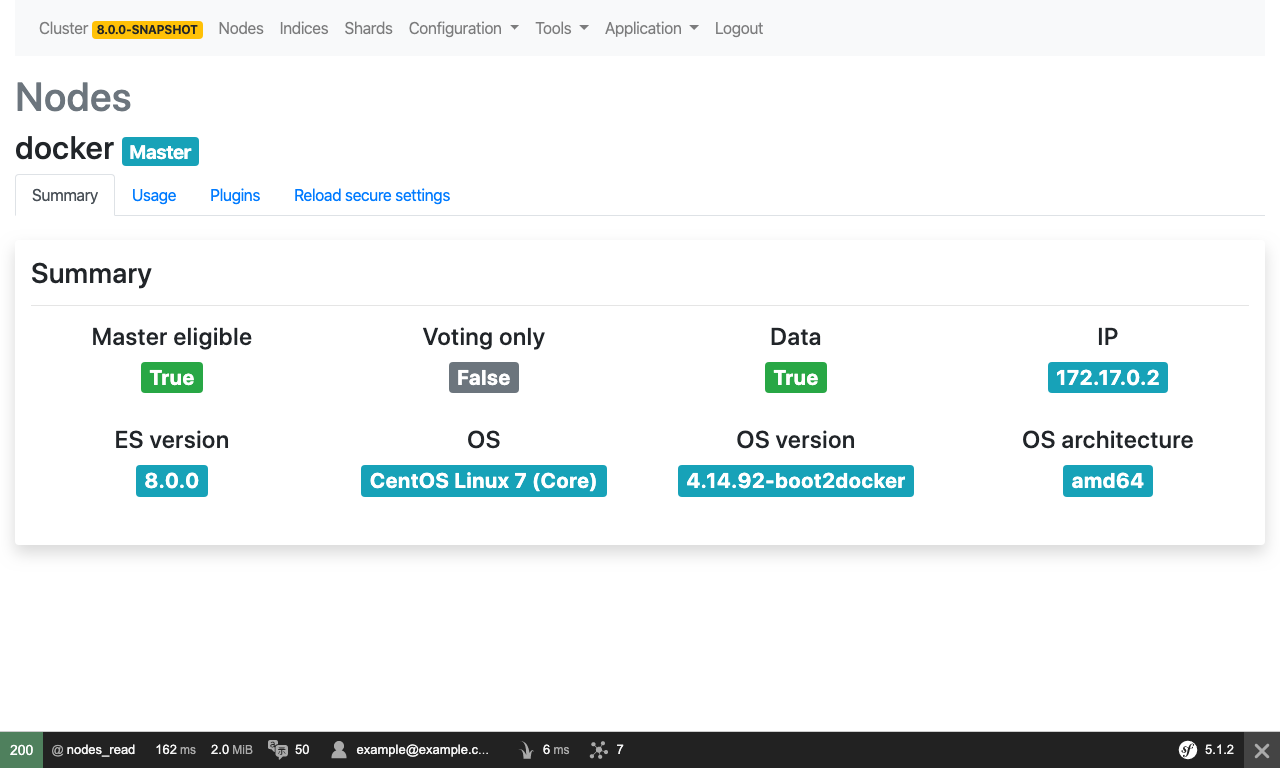 Cluster 8.0.0-SNAPSHOT Nodes Indices Shards Configuration Tools Application Logout
Nodes
docker Master
Summary Usage Plugins Reload secure settings
Summary
Master eligible Voting only Data IP
True False True 172.17.0.2
ES version OS OS version OS architecture
8.0.0 CentOS Linux 7 (Core) 4.14.92-boot2docker amd64
200 @ nodes_read 162 ms 2.0 MiB 50 example@example.c... 6 ms 7 sf 5.1.2